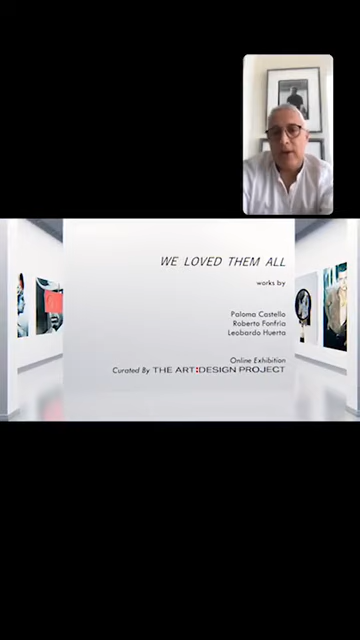 WE LOVED THEM ALL
works by
Paloma Castello
Roberto Fonfria
Leobardo Huerta
Online Exhibition
Curated By THE ART:DESIGN PROJECT